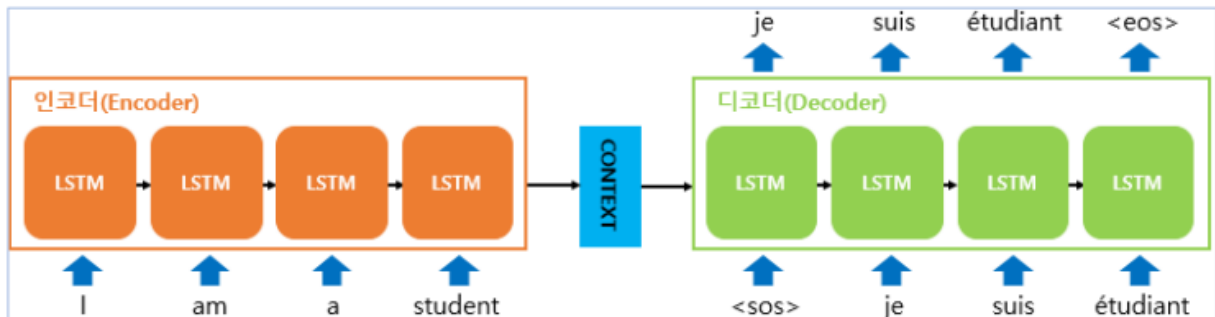 je suis étudiant <eos>
인코더(Encoder)
디코더(Decoder)
LSTM LSTM LSTM LSTM
CONTEXT
LSTM LSTM LSTM LSTM
I am a student
<sos> je suis étudiant